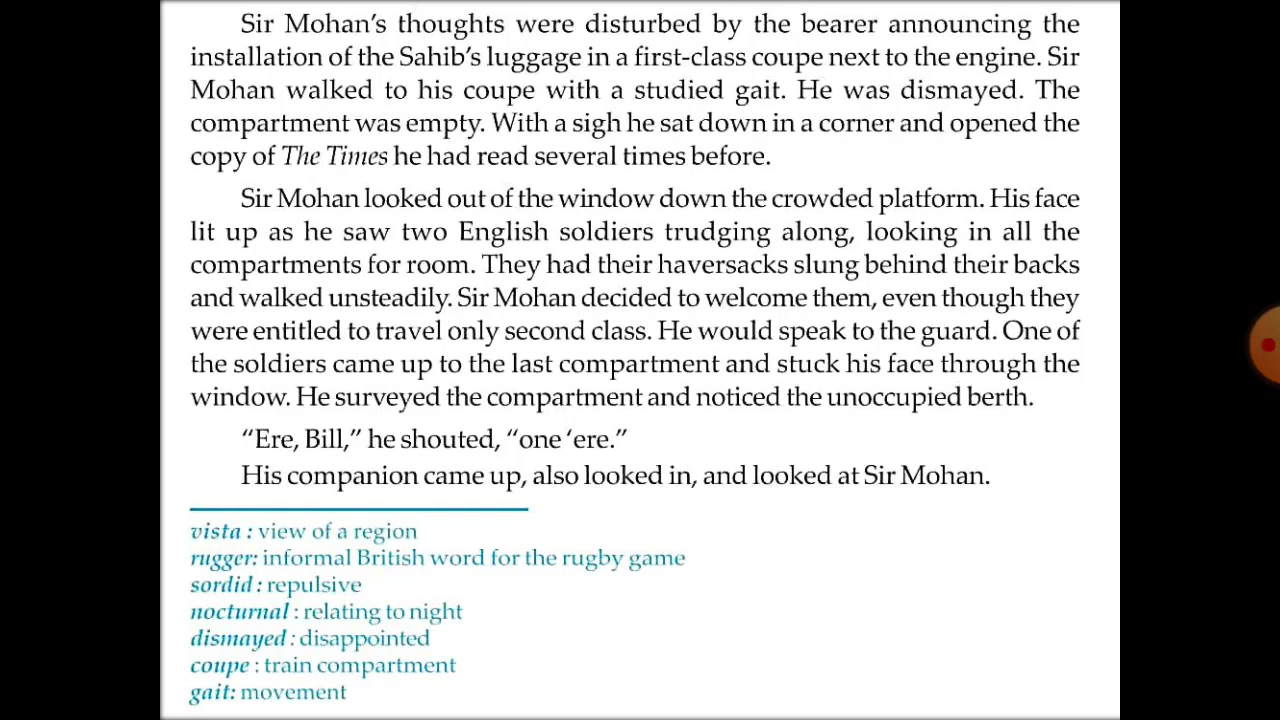 Sir Mohan’s thoughts were disturbed by the bearer announcing the
installation of the Sahib’s luggage in a first-class coupe next to the engine. Sir
Mohan walked to his coupe with a studied gait. He was dismayed. The
compartment was empty. With a sigh he sat down in a corner and opened the
copy of The Times he had read several times before.
Sir Mohan looked out of the window down the crowded platform. His face
lit up as he saw two English soldiers trudging along, looking in all the
compartments for room. They had their haversacks slung behind their backs
and walked unsteadily. Sir Mohan decided to welcome them, even though they
were entitled to travel only second class. He would speak to the guard. One of
the soldiers came up to the last compartment and stuck his face through the
window. He surveyed the compartment and noticed the unoccupied berth.
“Ere, Bill,” he shouted, “one ‘ere.”
His companion came up, also looked in, and looked at Sir Mohan.
vista : view of a region
rugger: informal British word for the rugby game
sordid : repulsive
nocturnal : relating to night
dismayed : disappointed
coupe : train compartment
gait: movement